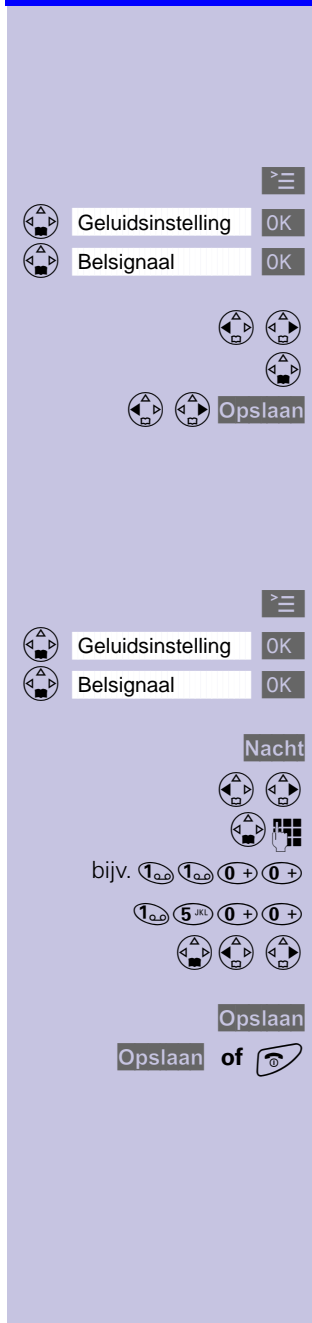 Geluidsinstelling OK
Belsignaal OK
Opslaan
Geluidsinstelling OK
Belsignaal OK
Nacht
bijv. 1 1 0 + 0 +
1 5 JKL 0 + 0 +
Opslaan
Opslaan of